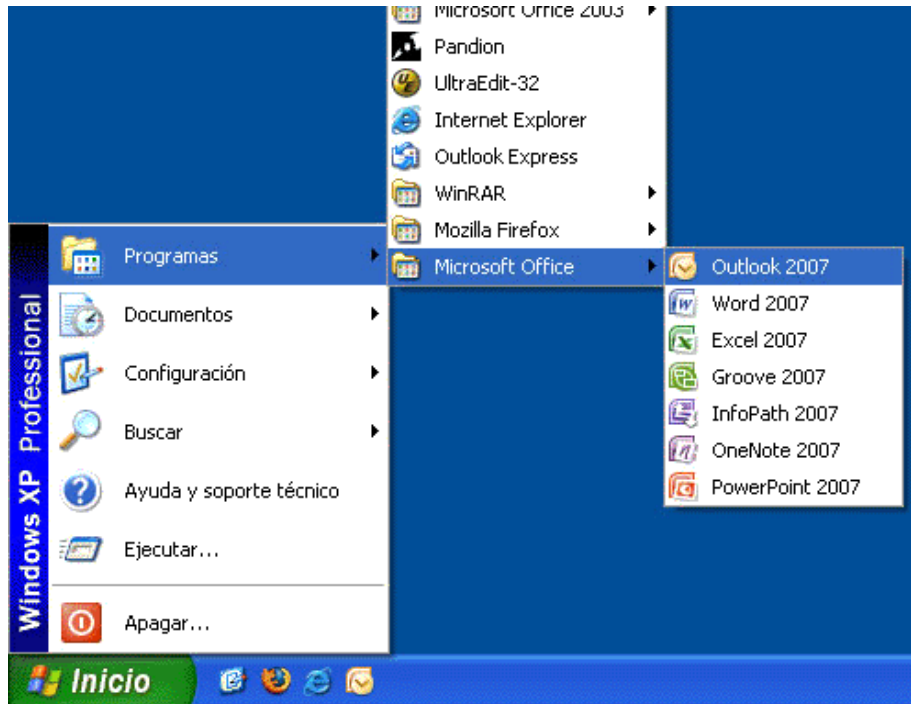 Microsoft Office 2003
Pandion
UltraEdit-32
Internet Explorer
Outlook Express
WinRAR
Mozilla Firefox
Microsoft Office
Outlook 2007
Word 2007
Excel 2007
Groove 2007
InfoPath 2007
OneNote 2007
PowerPoint 2007
Programas
Documentos
Configuración
Buscar
Ayuda y soporte técnico
Ejecutar...
Apagar...
Windows XP Professional
Inicio